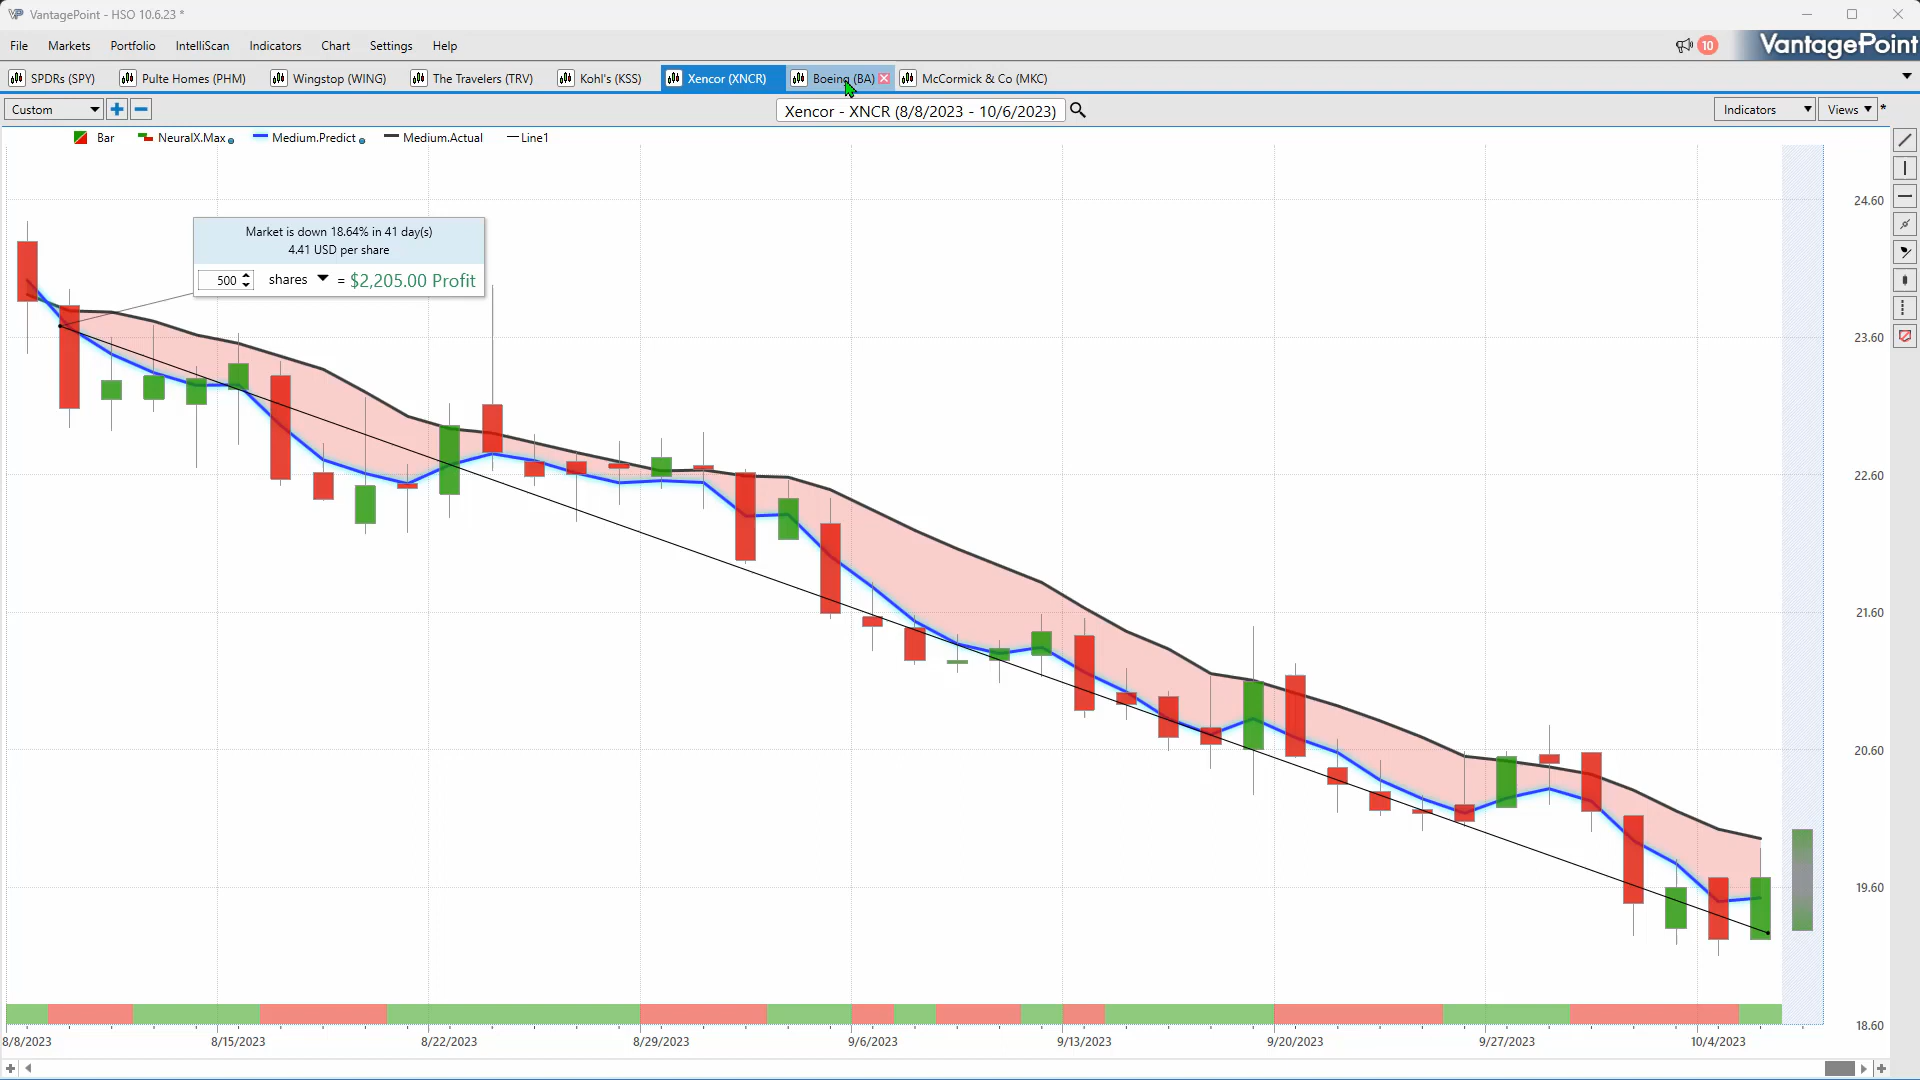 VantagePoint - HSO 10.6.23 *
File Markets Portfolio IntelliScan Indicators Chart Settings Help
10 VantagePoint
SPDRs (SPY) Pulte Homes (PHM) Wingstop (WING) The Travelers (TRV) Kohl's (KSS) Xencor (XNCR) Boeing (BA) McCormick & Co (MKC)
Custom Xencor - XNCR (8/8/2023 - 10/6/2023) Indicators Views *
Bar NeuralX.Max Medium.Predict Medium.Actual Line1
24.60
Market is down 18.64% in 41 day(s)
4.41 USD per share
500 shares = $2,205.00 Profit
23.60
22.60
21.60
20.60
19.60
18.60
8/8/2023 8/15/2023 8/22/2023 8/29/2023 9/6/2023 9/13/2023 9/20/2023 9/27/2023 10/4/2023